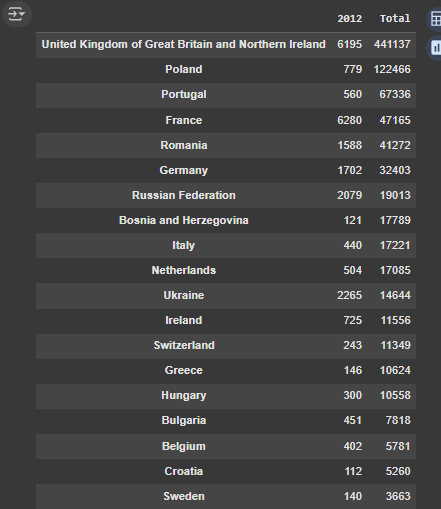 2012 Total
United Kingdom of Great Britain and Northern Ireland 6195 441137
Poland 779 122466
Portugal 560 67336
France 6280 47165
Romania 1588 41272
Germany 1702 32403
Russian Federation 2079 19013
Bosnia and Herzegovina 121 17789
Italy 440 17221
Netherlands 504 17085
Ukraine 2265 14644
Ireland 725 11556
Switzerland 243 11349
Greece 146 10624
Hungary 300 10558
Bulgaria 451 7818
Belgium 402 5781
Croatia 112 5260
Sweden 140 3663